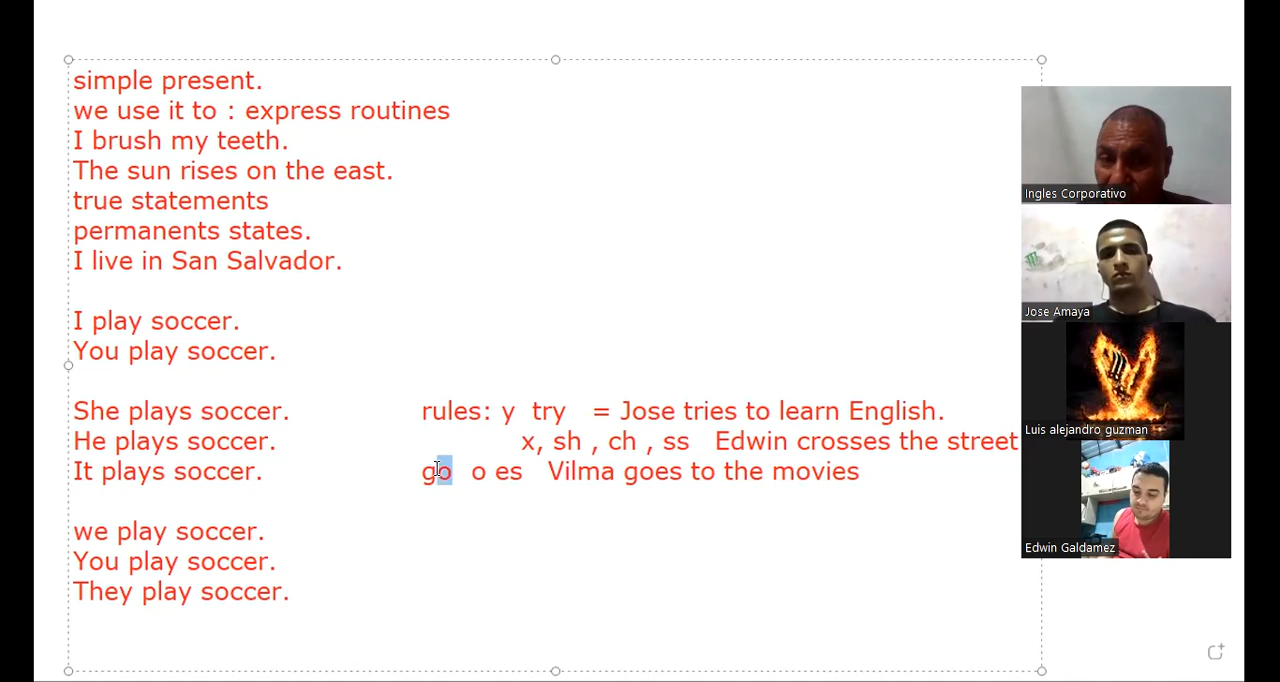 simple present.
we use it to : express routines
I brush my teeth.
The sun rises on the east.
true statements
permanents states.
I live in San Salvador.
I play soccer.
You play soccer.
She plays soccer. rules: y try = Jose tries to learn English.
He plays soccer. x, sh , ch , ss Edwin crosses the street
It plays soccer. go o es Vilma goes to the movies
we play soccer.
You play soccer.
They play soccer.
Ingles Corporativo
Jose Amaya
Luis alejandro guzman
Edwin Galdamez